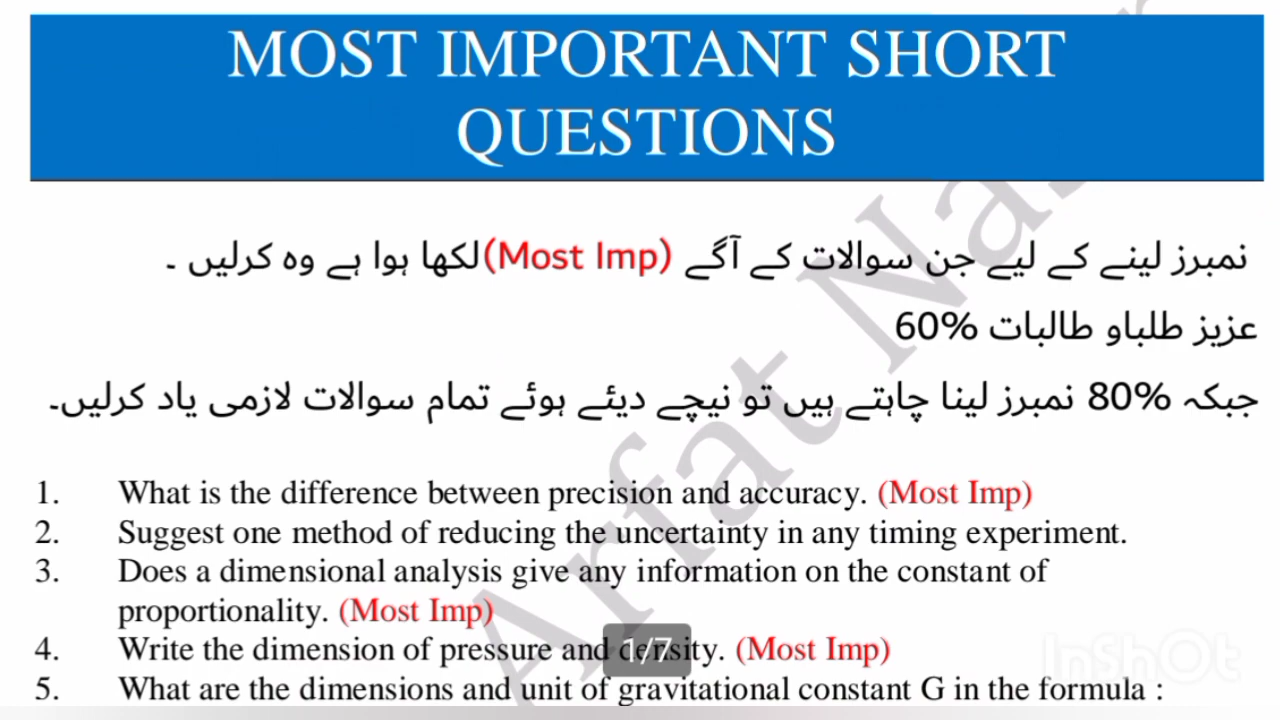 MOST IMPORTANT SHORT
QUESTIONS
نمبرز لینے کے لیے جن سوالات کے آگے (Most Imp)لکھا ہوا ہے وہ کرلیں ۔
عزیز طلباو طالبات %60
جبکہ %80 نمبرز لینا چاہتے ہیں تو نیچے دیئے ہوئے تمام سوالات لازمی یاد کرلیں۔
1. What is the difference between precision and accuracy. (Most Imp)
2. Suggest one method of reducing the uncertainty in any timing experiment.
3. Does a dimensional analysis give any information on the constant of
proportionality. (Most Imp)
4. Write the dimension of pressure and density. (Most Imp)
5. What are the dimensions and unit of gravitational constant G in the formula :
1/7
InShOt